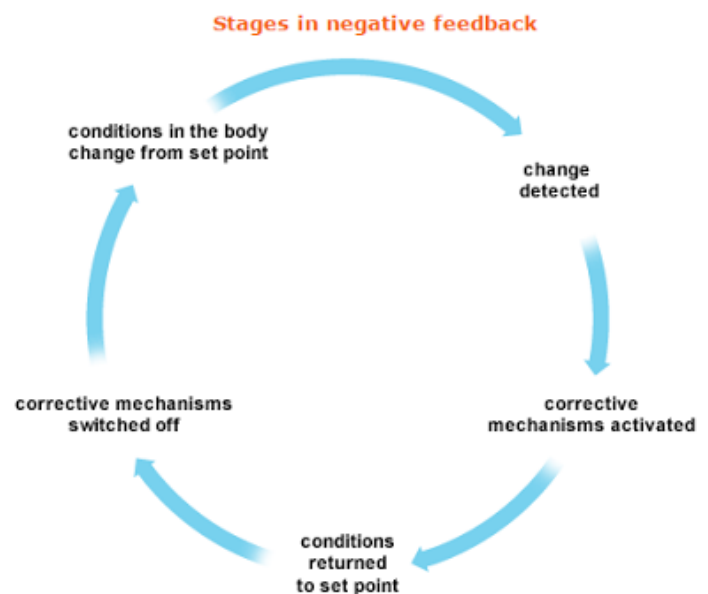 Stages in negative feedback
conditions in the body
change from set point
change
detected
corrective
mechanisms activated
conditions
returned
to set point
corrective mechanisms
switched off